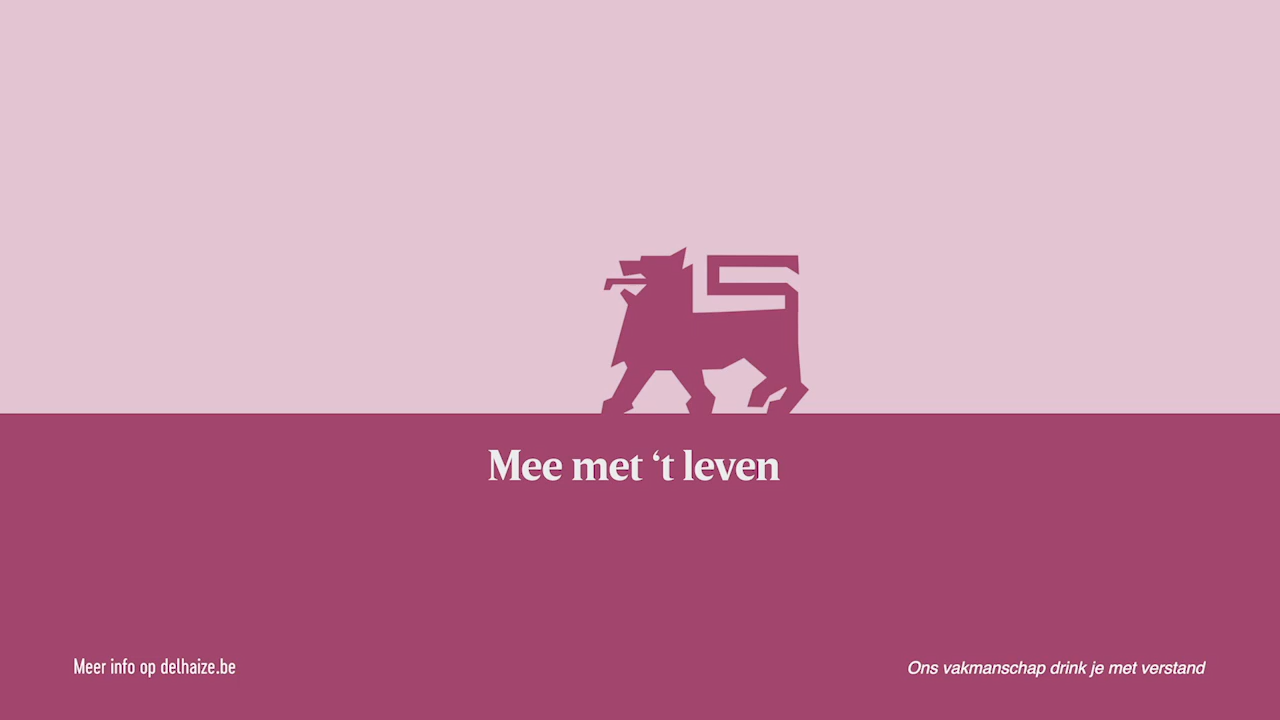 Mee met ‘t leven
Meer info op delhaize.be
Ons vakmanschap drink je met verstand